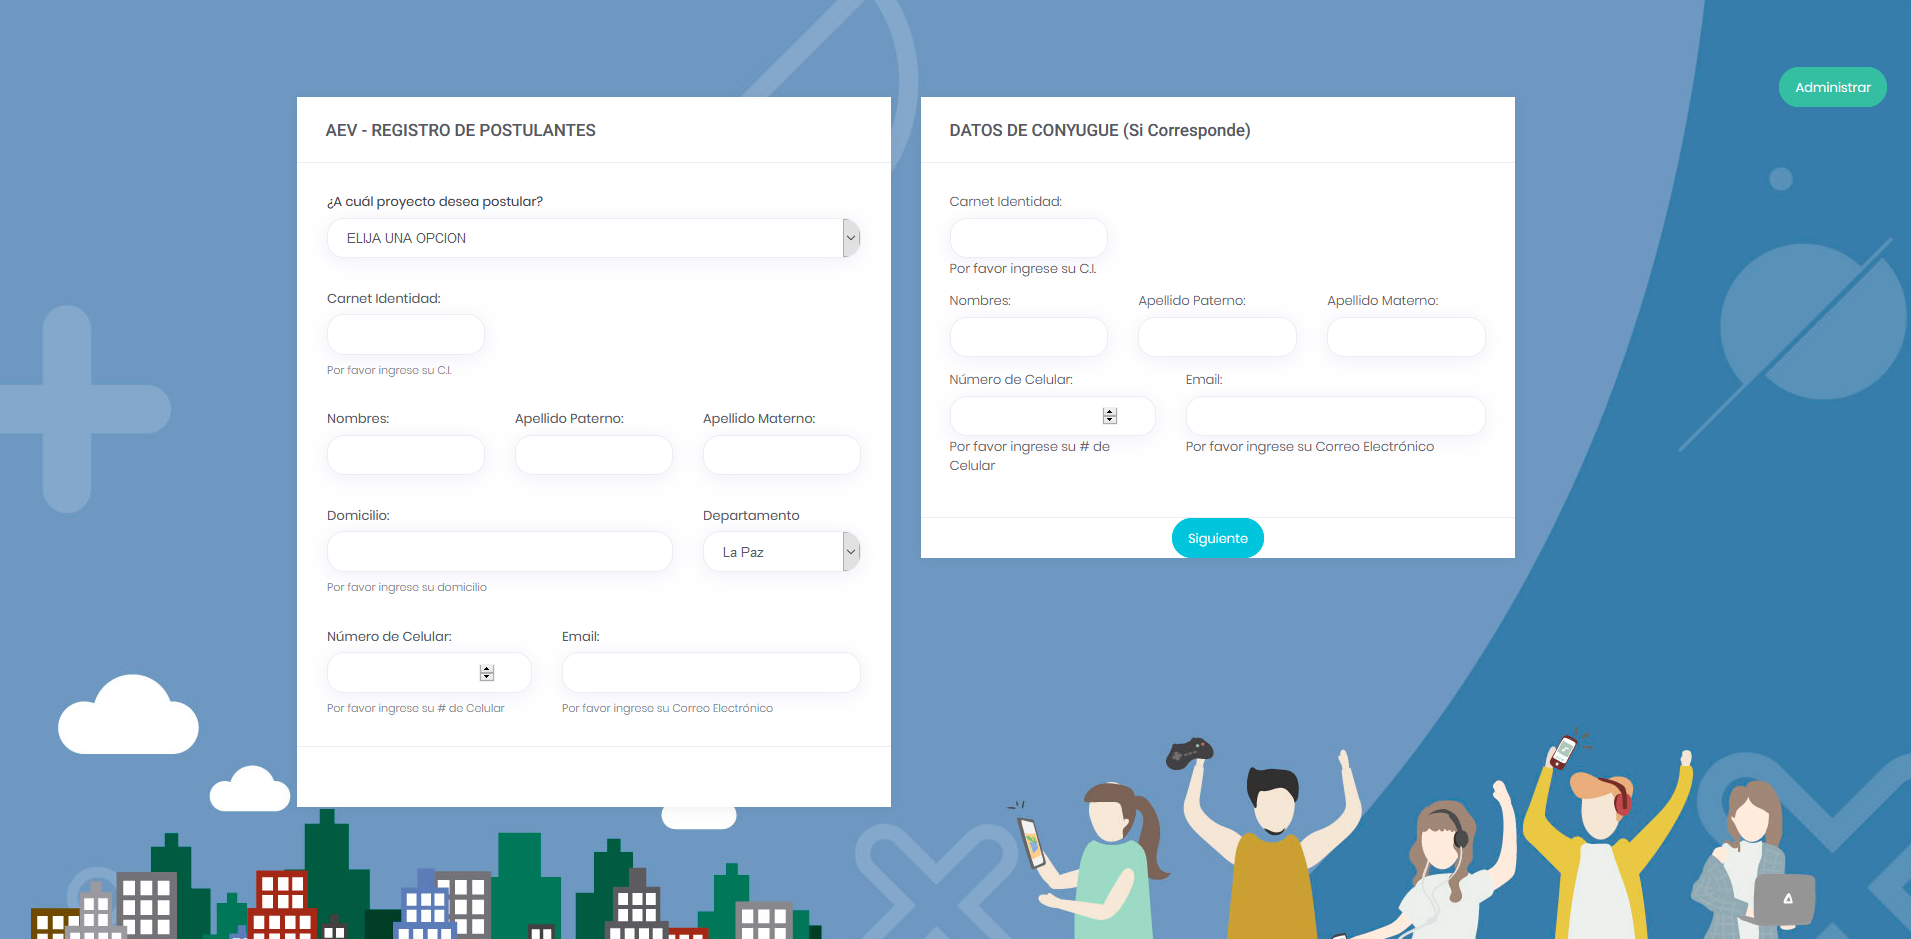 Administrar
AEV - REGISTRO DE POSTULANTES
¿A cuál proyecto desea postular?
ELIJA UNA OPCION
Carnet Identidad:
Por favor ingrese su C.I.
Nombres:
Apellido Paterno:
Apellido Materno:
Domicilio:
Departamento
La Paz
Por favor ingrese su domicilio
Número de Celular:
Email:
Por favor ingrese su # de Celular
Por favor ingrese su Correo Electrónico
DATOS DE CONYUGUE (Si Corresponde)
Carnet Identidad:
Por favor ingrese su C.I.
Nombres:
Apellido Paterno:
Apellido Materno:
Número de Celular:
Email:
Por favor ingrese su # de
Celular
Por favor ingrese su Correo Electrónico
Siguiente